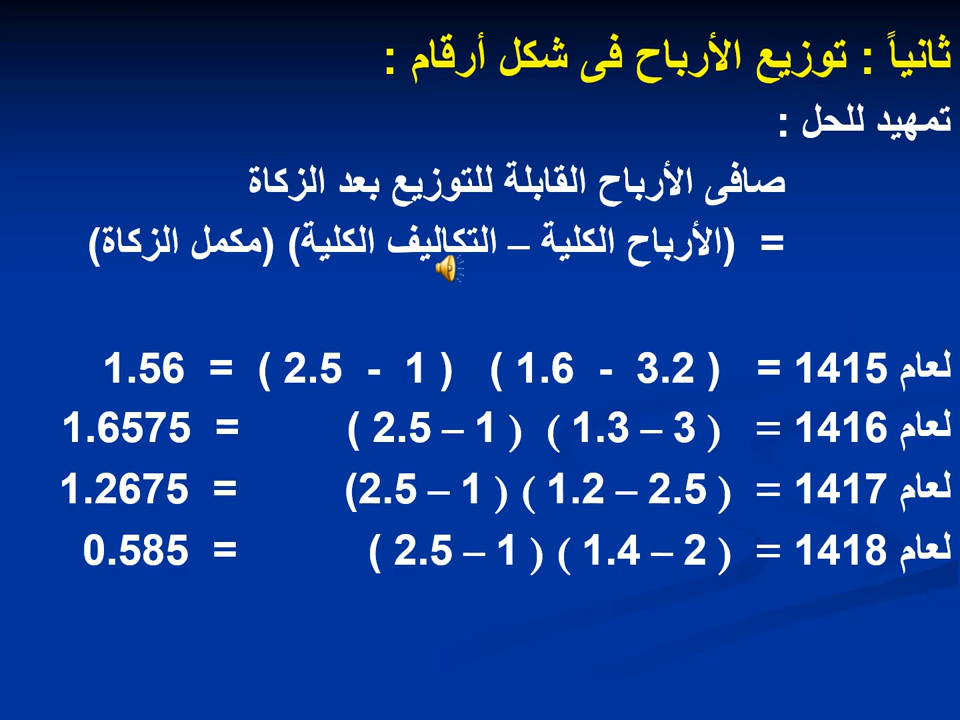 ثانياً : توزيع الأرباح فى شكل أرقام :
تمهيد للحل :
صافى الأرباح القابلة للتوزيع بعد الزكاة
= (الأرباح الكلية – التكاليف الكلية) (مكمل الزكاة)
لعام 1415 = ( 3.2 - 1.6 ) ( 1 - 2.5 ) = 1.56
لعام 1416 = ( 3 – 1.3 ) ( 1 – 2.5 ) = 1.6575
لعام 1417 = ( 2.5 – 1.2 ) ( 1 – 2.5) = 1.2675
لعام 1418 = ( 2 – 1.4 ) ( 1 – 2.5 ) = 0.585